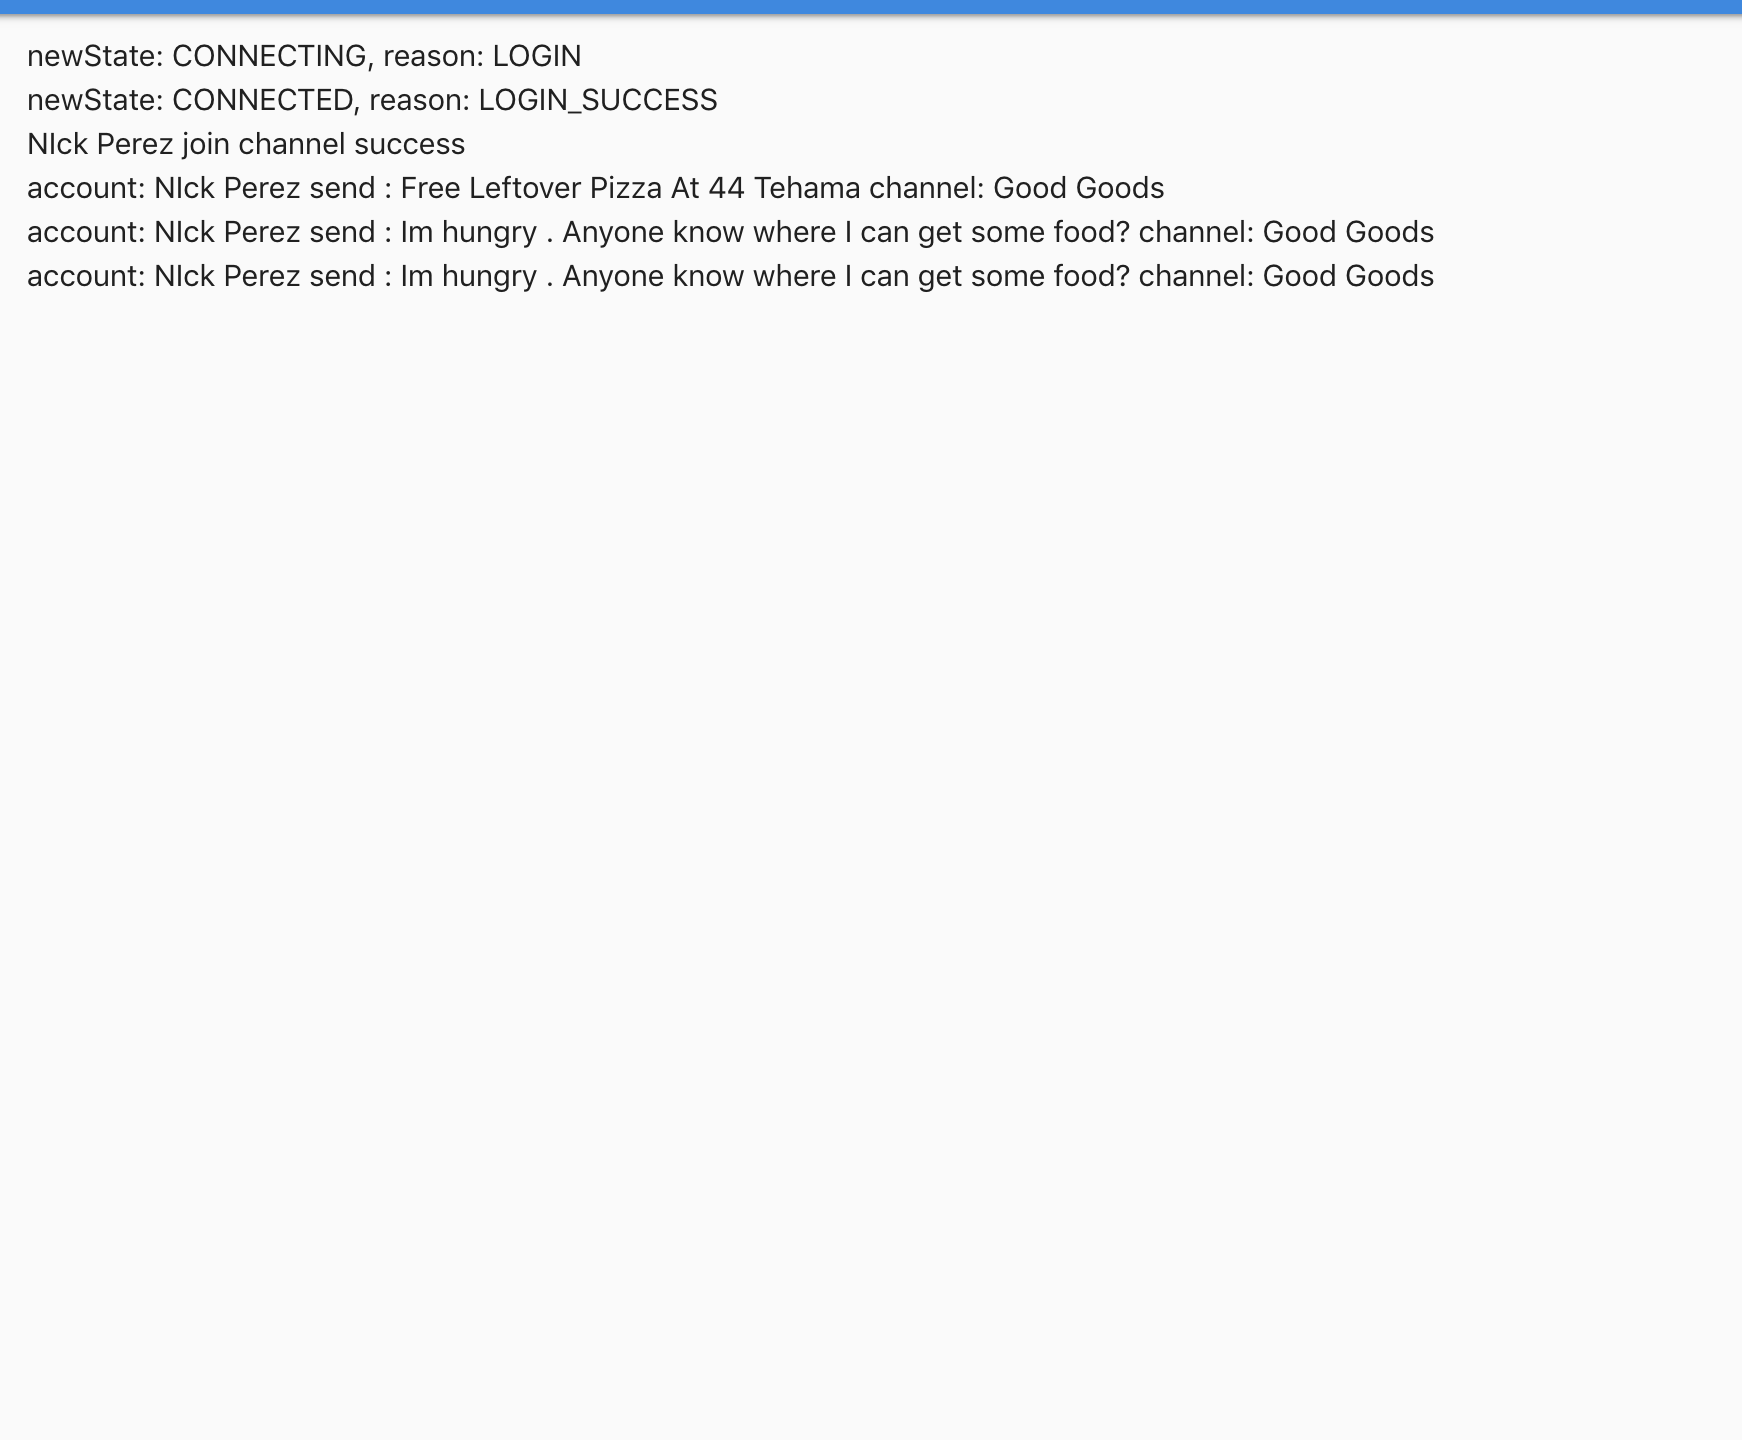 newState: CONNECTING, reason: LOGIN
newState: CONNECTED, reason: LOGIN_SUCCESS
NIck Perez join channel success
account: NIck Perez send : Free Leftover Pizza At 44 Tehama channel: Good Goods
account: NIck Perez send : Im hungry . Anyone know where I can get some food? channel: Good Goods
account: NIck Perez send : Im hungry . Anyone know where I can get some food? channel: Good Goods